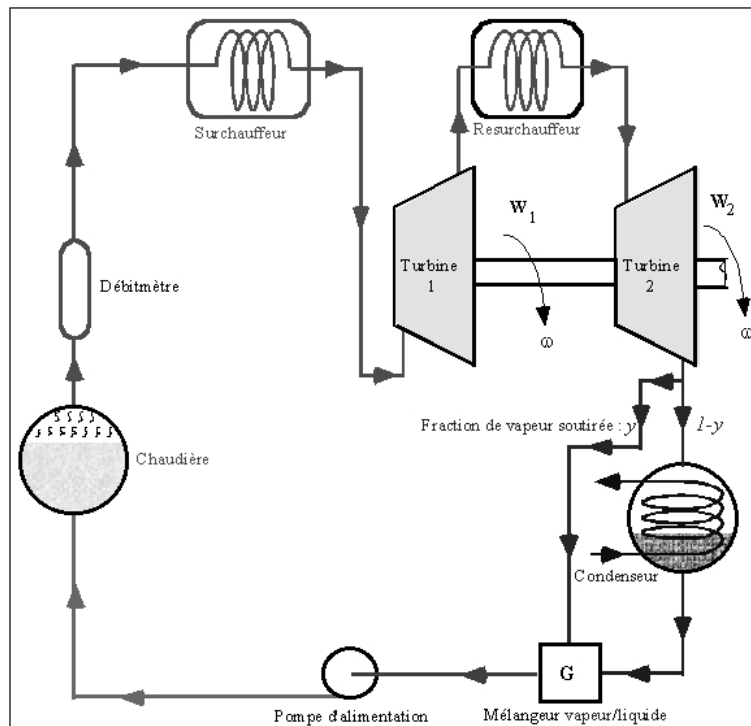 Surchauffeur
Resurchauffeur
W1
W2
Turbine
1
Turbine
2
ω
ω
Débitmètre
Fraction de vapeur soutirée : y
1-y
Chaudière
Condenseur
G
Pompe d'alimentation
Mélangeur vapeur/liquide